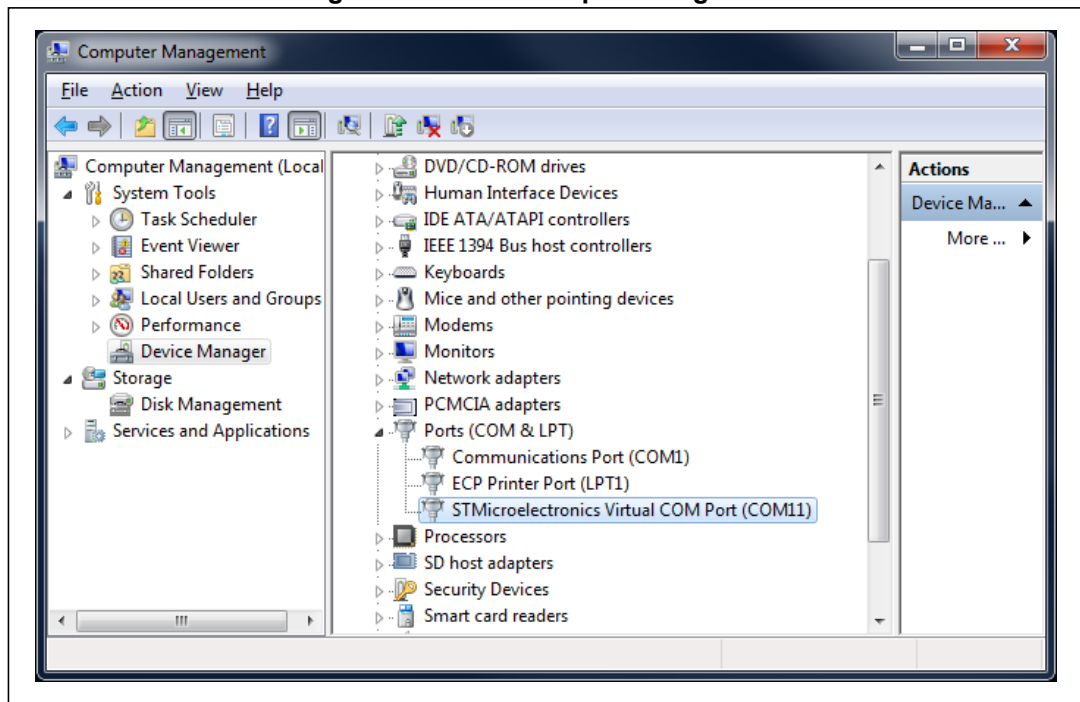 Computer Management
File Action View Help
Computer Management (Local
System Tools
Task Scheduler
Event Viewer
Shared Folders
Local Users and Groups
Performance
Device Manager
Storage
Disk Management
Services and Applications
DVD/CD-ROM drives
Human Interface Devices
IDE ATA/ATAPI controllers
IEEE 1394 Bus host controllers
Keyboards
Mice and other pointing devices
Modems
Monitors
Network adapters
PCMCIA adapters
Ports (COM & LPT)
Communications Port (COM1)
ECP Printer Port (LPT1)
STMicroelectronics Virtual COM Port (COM11)
Processors
SD host adapters
Security Devices
Smart card readers
Actions
Device Ma...
More ...